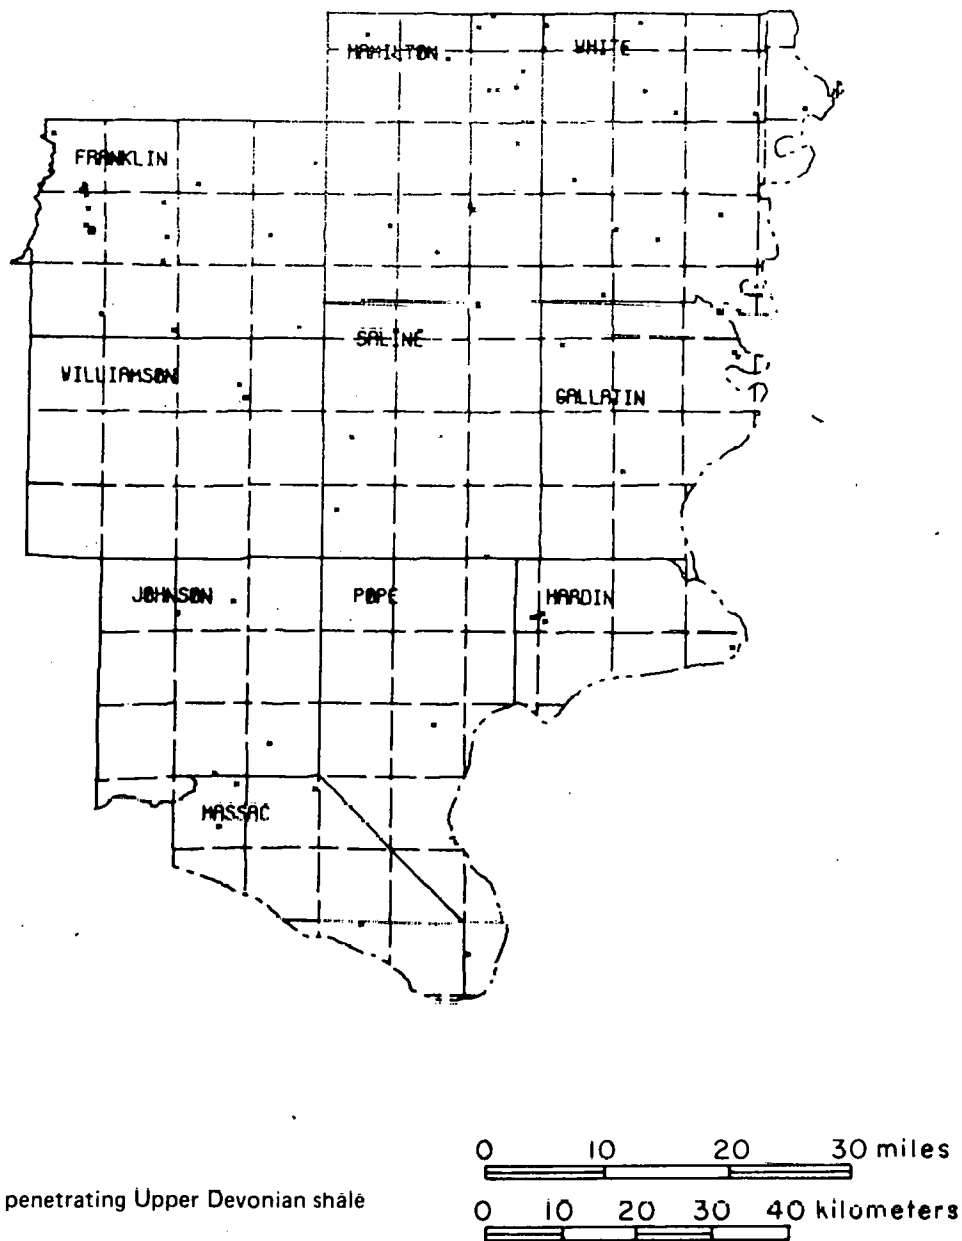 HAMILTON
WHITE
FRANKLIN
SALINE
WILLIAMSON
GALLATIN
JOHNSON
POPE
HARDIN
MASSAC
0 10 20 30 miles
penetrating Upper Devonian shale
0 10 20 30 40 kilometers